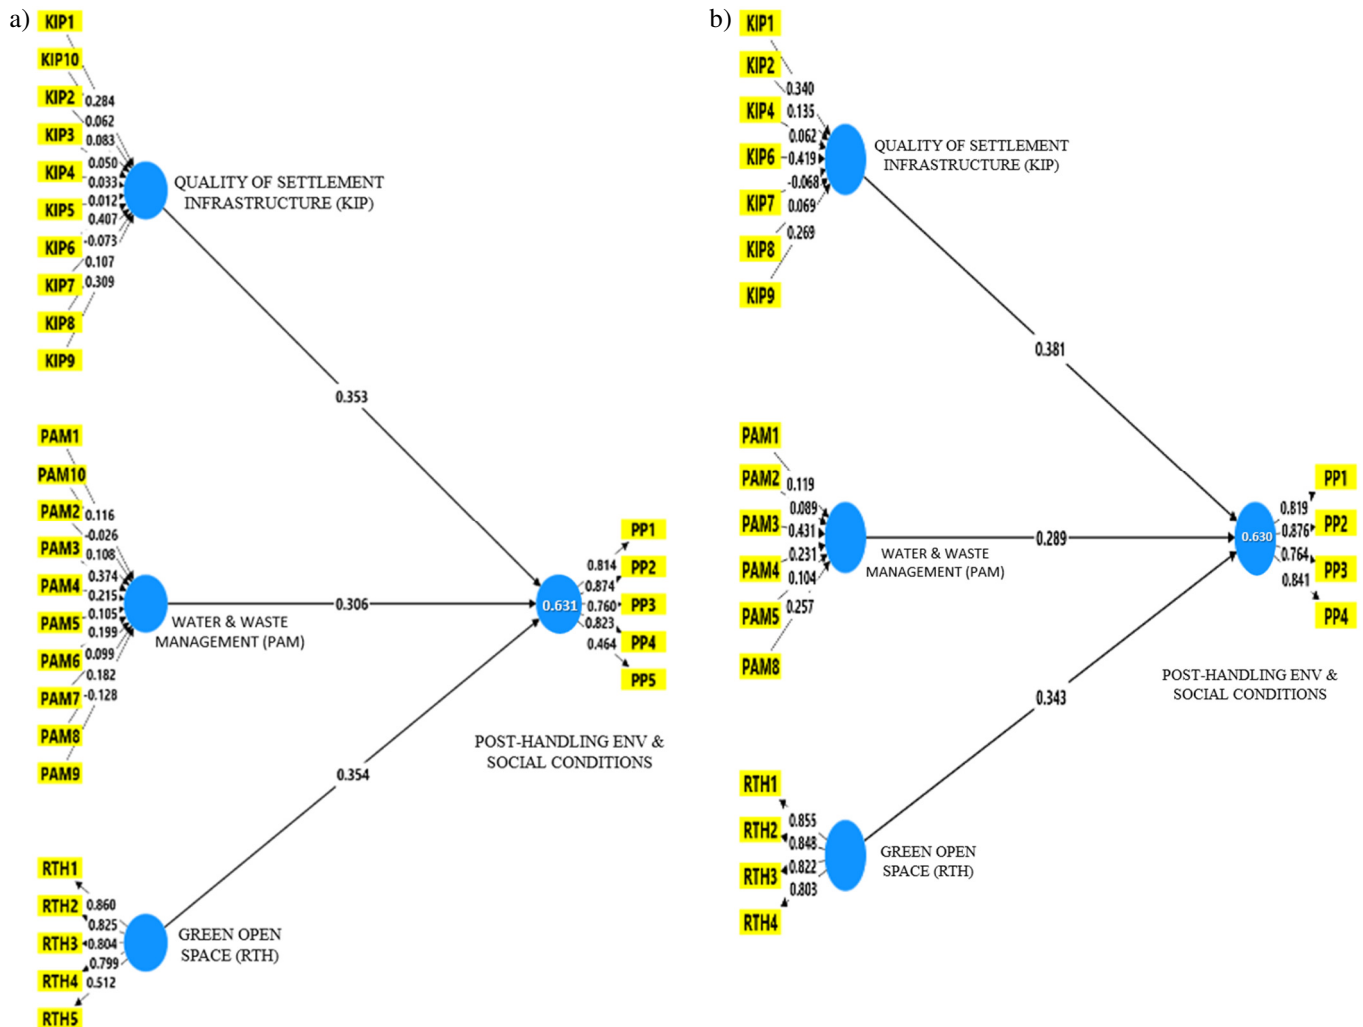 a)
KIP1
KIP10
KIP2
KIP3
KIP4
KIP5
KIP6
KIP7
KIP8
KIP9
0.284
0.062
0.083
0.050
0.033
0.012
0.407
-0.073
0.107
0.309
QUALITY OF SETTLEMENT
INFRASTRUCTURE (KIP)
0.353
PAM1
PAM10
PAM2
PAM3
PAM4
PAM5
PAM6
PAM7
PAM8
PAM9
0.116
-0.026
0.108
0.374
0.215
0.105
0.199
0.099
0.182
-0.128
WATER & WASTE
MANAGEMENT (PAM)
0.306
0.631
0.814
0.874
0.760
0.823
0.464
PP1
PP2
PP3
PP4
PP5
POST-HANDLING ENV &
SOCIAL CONDITIONS
0.354
RTH1
RTH2
RTH3
RTH4
RTH5
0.860
0.825
0.804
0.799
0.512
GREEN OPEN
SPACE (RTH)
b)
KIP1
KIP2
KIP4
KIP6
KIP7
KIP8
KIP9
0.340
0.135
0.062
0.419
-0.068
0.069
0.269
QUALITY OF SETTLEMENT
INFRASTRUCTURE (KIP)
0.381
PAM1
PAM2
PAM3
PAM4
PAM5
PAM8
0.119
0.089
0.431
0.231
0.104
0.257
WATER & WASTE
MANAGEMENT (PAM)
0.289
0.630
0.819
0.876
0.764
0.841
PP1
PP2
PP3
PP4
POST-HANDLING ENV &
SOCIAL CONDITIONS
0.343
RTH1
RTH2
RTH3
RTH4
0.855
0.848
0.822
0.803
GREEN OPEN
SPACE (RTH)